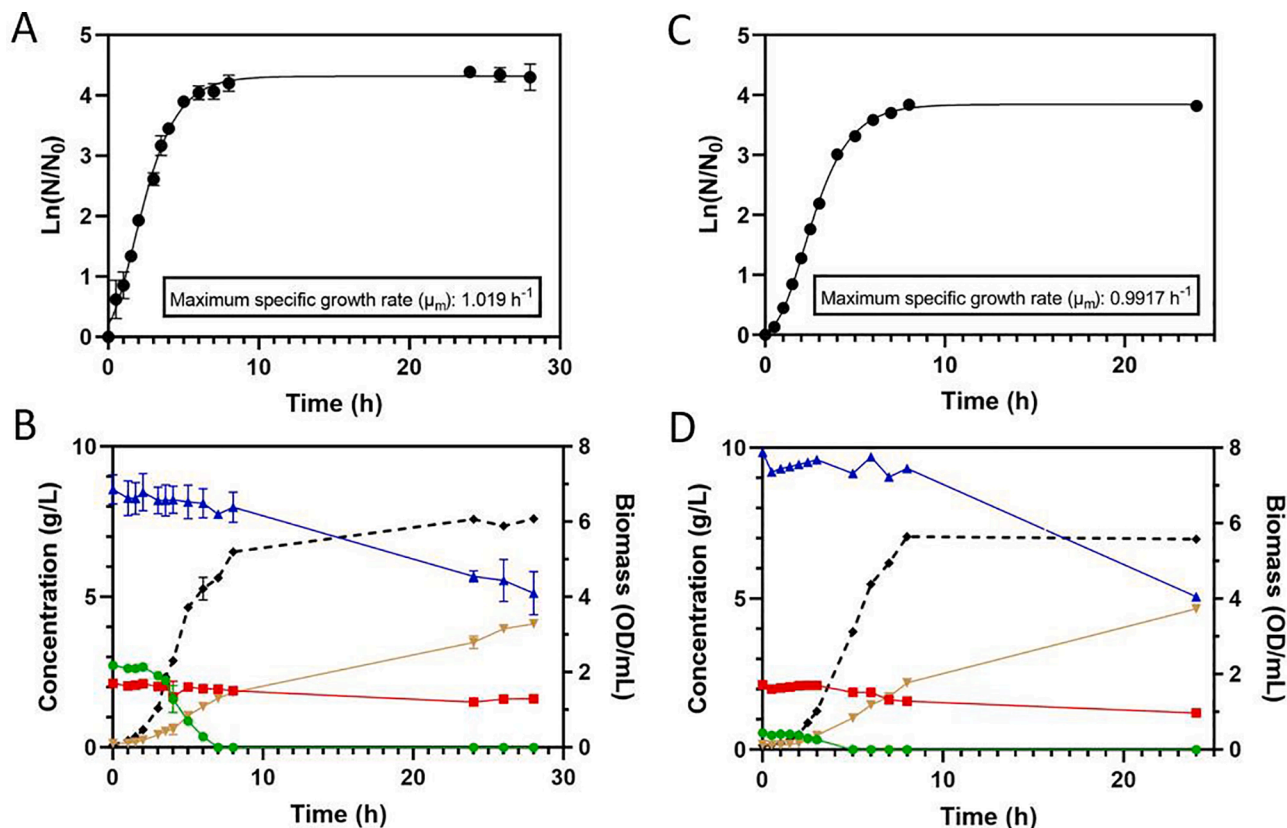 A
5
4
3
2
1
0
Ln(N/N0)
Maximum specific growth rate (μm): 1.019 h-1
0
10
20
30
Time (h)
C
5
4
3
2
1
0
Ln(N/N0)
Maximum specific growth rate (μm): 0.9917 h-1
0
10
20
Time (h)
B
10
5
0
Concentration (g/L)
8
6
4
2
0
Biomass (OD/mL)
0
10
20
30
Time (h)
D
10
5
0
Concentration (g/L)
8
6
4
2
0
Biomass (OD/mL)
0
10
20
Time (h)